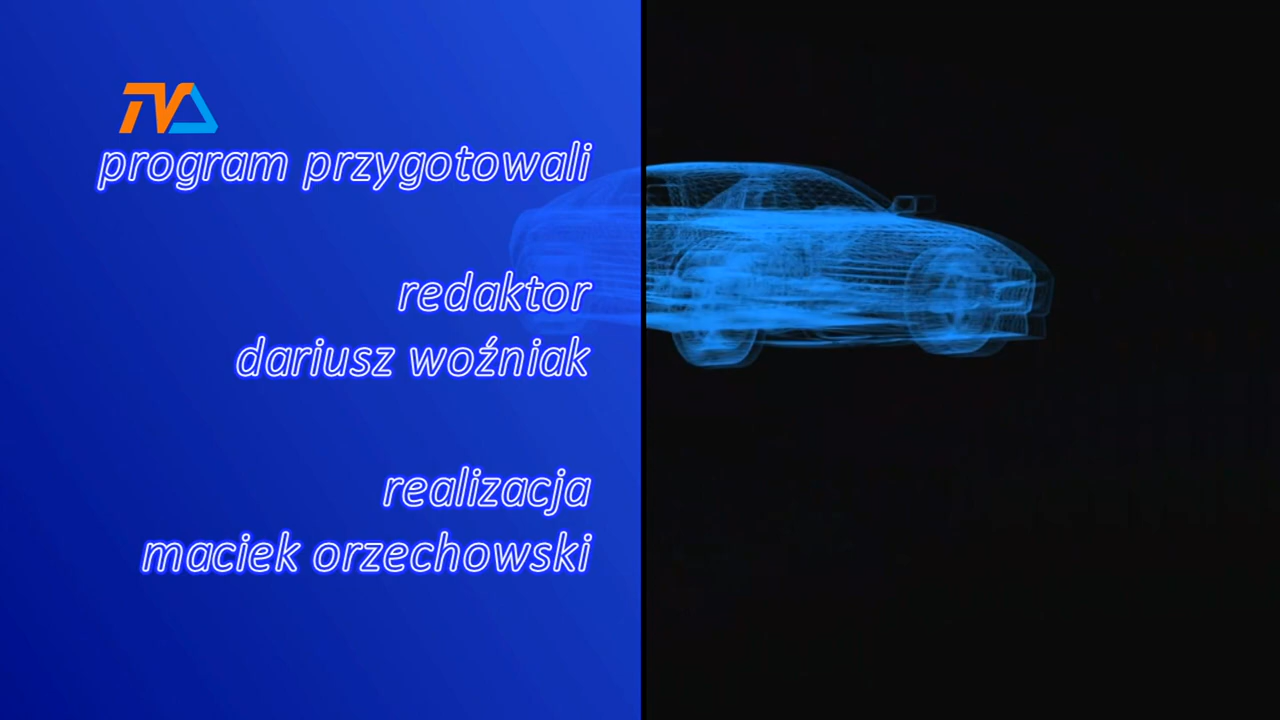 TVA
program przygotowali
redaktor
dariusz woźniak
realizacja
maciek orzechowski